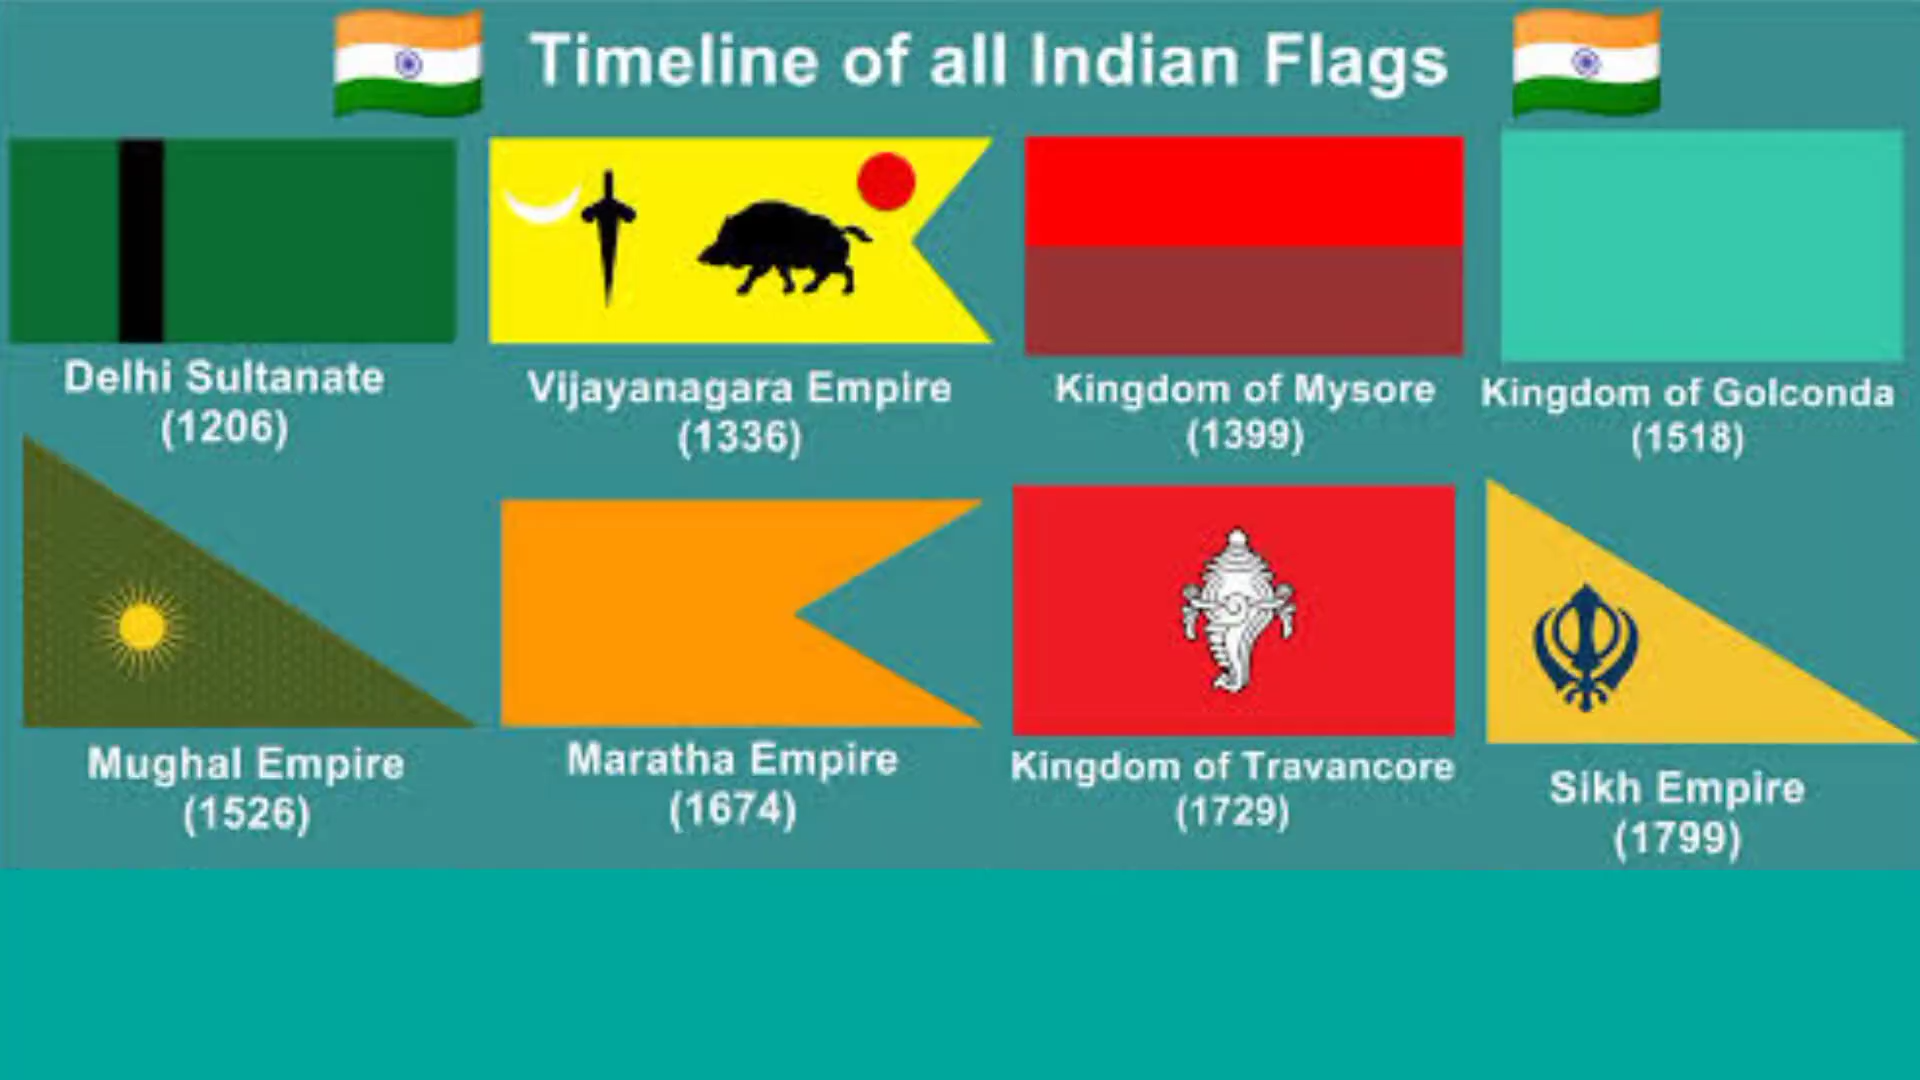 Timeline of all Indian Flags
Delhi Sultanate
(1206)
Vijayanagara Empire
(1336)
Kingdom of Mysore
(1399)
Kingdom of Golconda
(1518)
Mughal Empire
(1526)
Maratha Empire
(1674)
Kingdom of Travancore
(1729)
Sikh Empire
(1799)